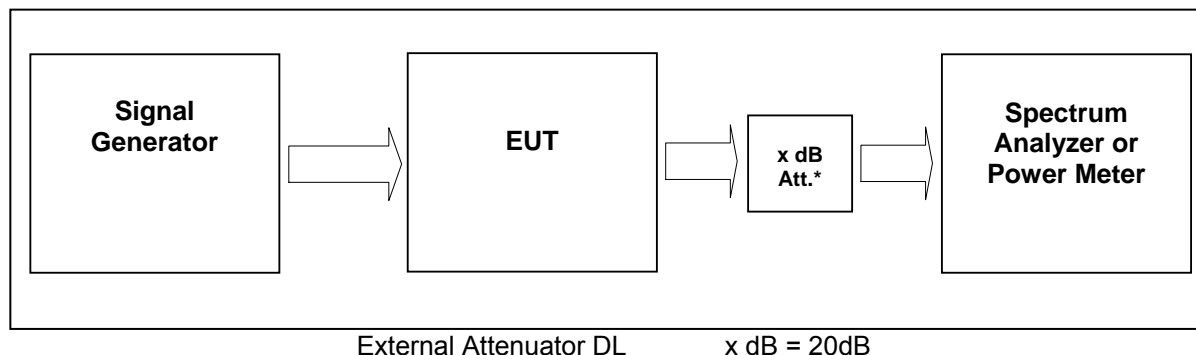 Signal
Generator
EUT
x dB
Att.*
Spectrum
Analyzer or
Power Meter
External Attenuator DL x dB = 20dB